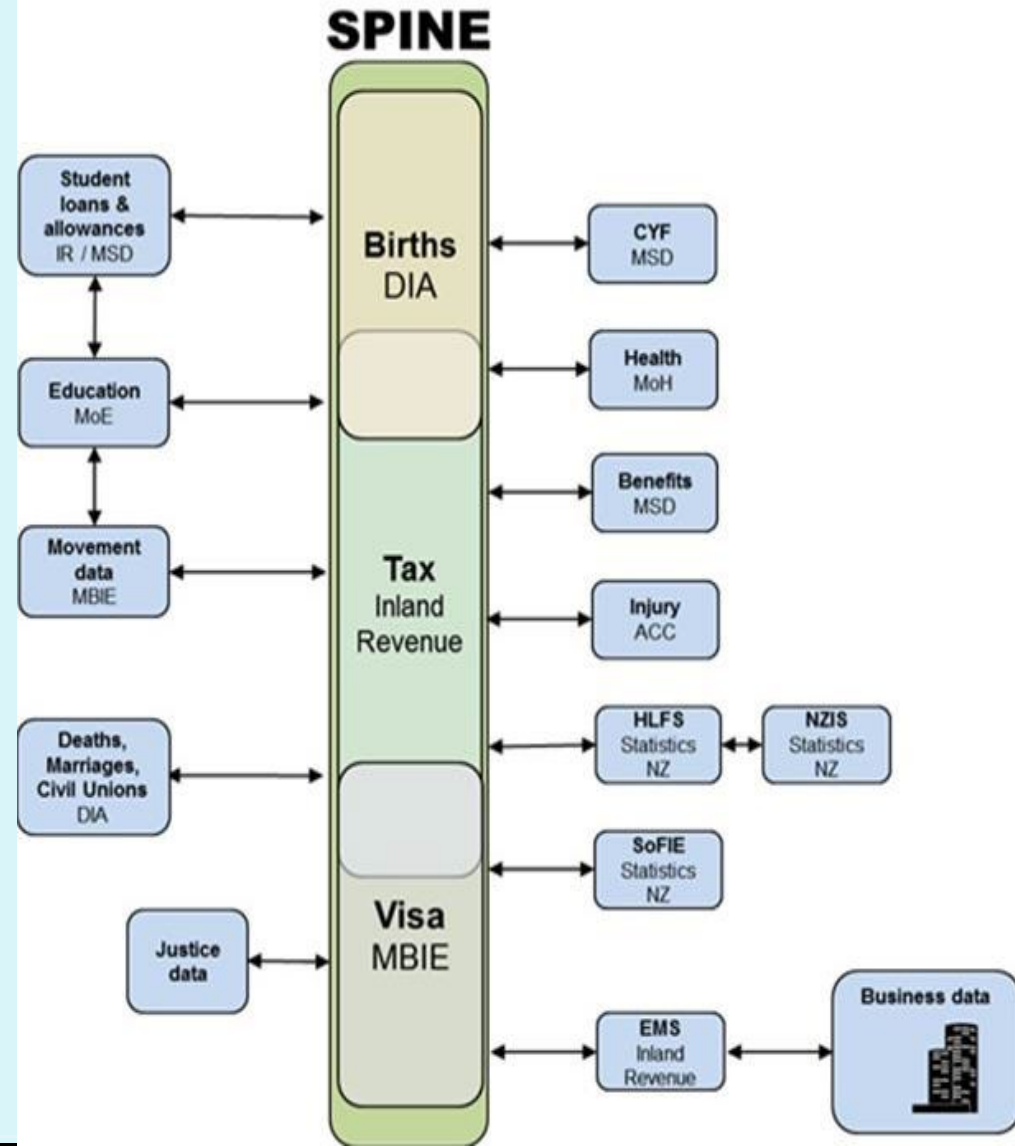 SPINE
Student
loans &
allowances
IR / MSD
Education
MoE
Movement
data
MBIE
Deaths,
Marriages,
Civil Unions
DIA
Justice
data
Births
DIA
Tax
Inland
Revenue
Visa
MBIE
CYF
MSD
Health
MoH
Benefits
MSD
Injury
ACC
HLFS
Statistics
NZ
NZIS
Statistics
NZ
SoFIE
Statistics
NZ
EMS
Inland
Revenue
Business data